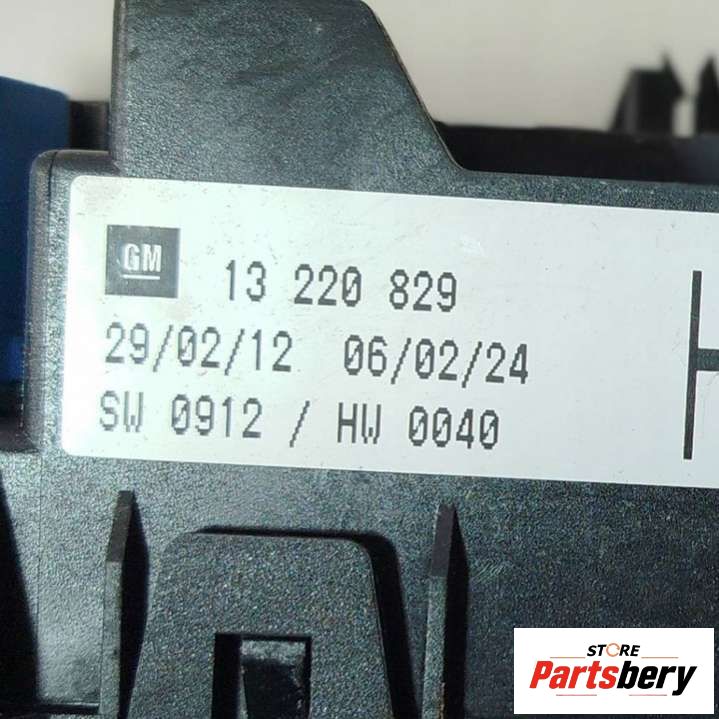 GM 13 220 829
29/02/12 06/02/24
SW 0912 / HW 0040
STORE
Partsbery